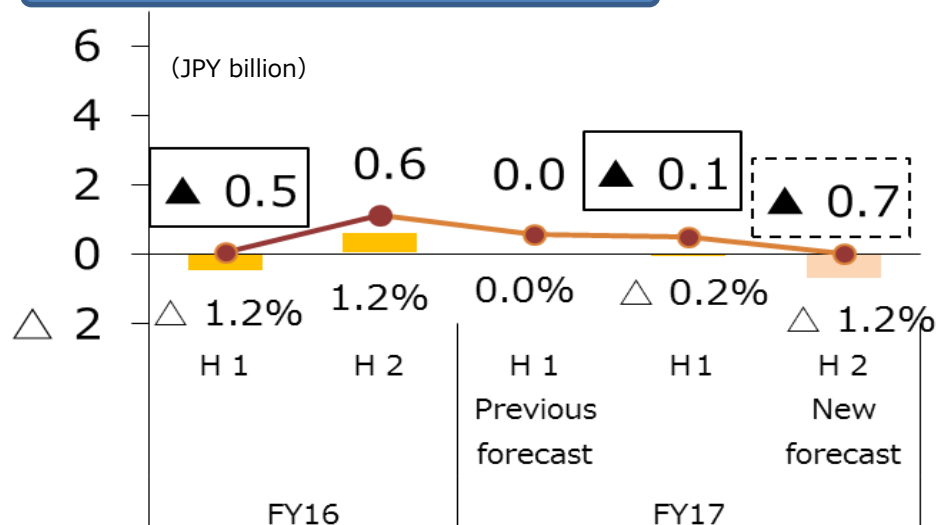 (JPY billion)
6
4
2
0
△ 2
▲ 0.5
0.6
0.0
▲ 0.1
▲ 0.7
△ 1.2%
1.2%
0.0%
△ 0.2%
△ 1.2%
H 1
H 2
H 1
Previous
forecast
H1
H 2
New
forecast
FY16
FY17